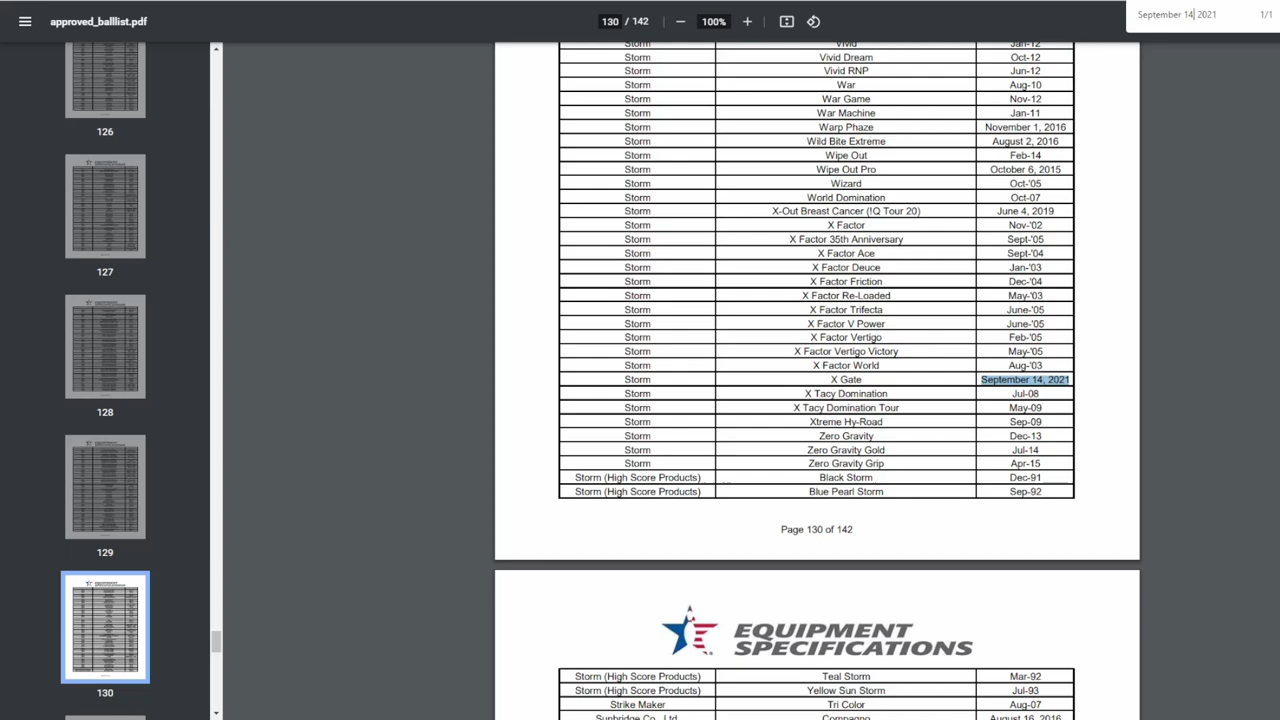 approved_balllist.pdf
130 / 142
100%
September 14 2021
1/1
126
127
128
129
130
Storm Vivid Jan-12
Storm Vivid Dream Oct-12
Storm Vivid RNP Jun-12
Storm War Aug-10
Storm War Game Nov-12
Storm War Machine Jan-11
Storm Warp Phaze November 1, 2016
Storm Wild Bite Extreme August 2, 2016
Storm Wipe Out Feb-14
Storm Wipe Out Pro October 6, 2015
Storm Wizard Oct-'05
Storm World Domination Oct-07
Storm X-Out Breast Cancer (!Q Tour 20) June 4, 2019
Storm X Factor Nov-'02
Storm X Factor 35th Anniversary Sept-'05
Storm X Factor Ace Sept-'04
Storm X Factor Deuce Jan-'03
Storm X Factor Friction Dec-'04
Storm X Factor Re-Loaded May-'03
Storm X Factor Trifecta June-'05
Storm X Factor V Power June-'05
Storm X Factor Vertigo Feb-'05
Storm X Factor Vertigo Victory May-'05
Storm X Factor World Aug-'03
Storm X Gate September 14, 2021
Storm X Tacy Domination Jul-08
Storm X Tacy Domination Tour May-09
Storm Xtreme Hy-Road Sep-09
Storm Zero Gravity Dec-13
Storm Zero Gravity Gold Jul-14
Storm Zero Gravity Grip Apr-15
Storm (High Score Products) Black Storm Dec-91
Storm (High Score Products) Blue Pearl Storm Sep-92
Page 130 of 142
EQUIPMENT
SPECIFICATIONS
Storm (High Score Products) Teal Storm Mar-92
Storm (High Score Products) Yellow Sun Storm Jul-93
Strike Maker Tri Color Aug-07
Sunbridge Co., Ltd. Compagno August 16, 2016